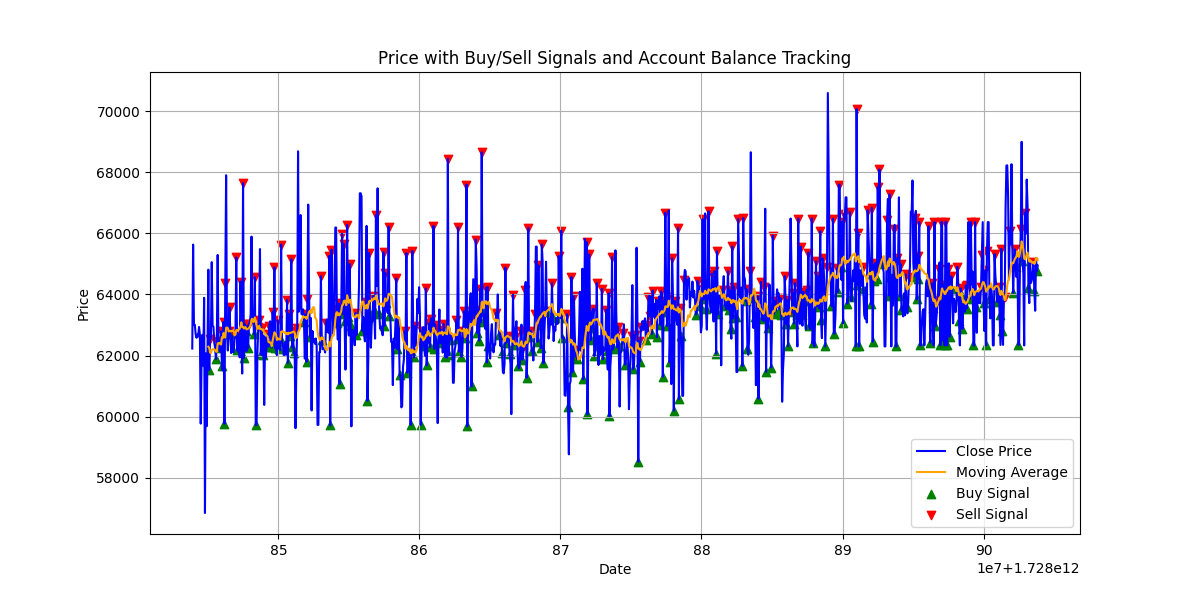 Price with Buy/Sell Signals and Account Balance Tracking
70000
68000
66000
64000
62000
60000
58000
Price
Close Price
Moving Average
Buy Signal
Sell Signal
85 86 87 88 89 90
Date
1e7+1.728e12